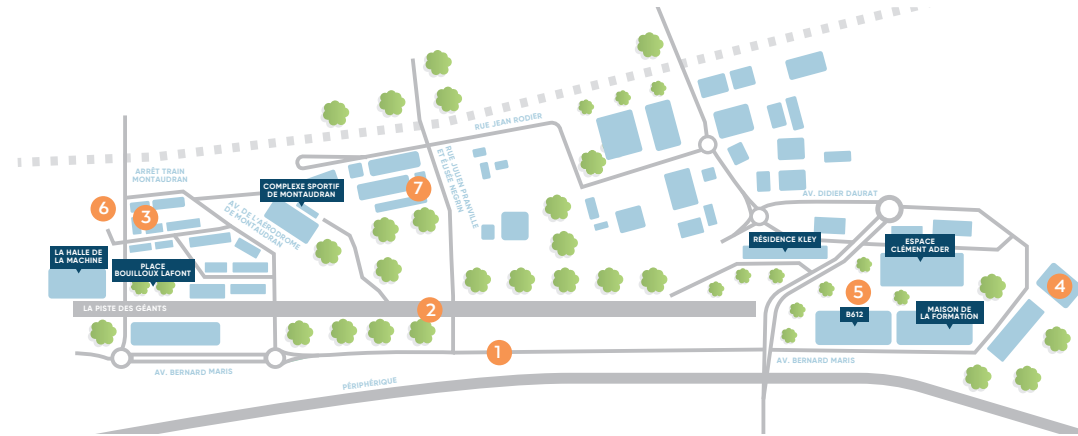 RUE JEAN RODIER
ARRÊT TRAIN
MONTAUDRAN
COMPLEXE SPORTIF
DE MONTAUDRAN
7
RUE JULIEN PRANVILLE
ET ÉLISÉE NEGRIN
6
3
AV. DE L'AÉRODROME
DE MONTAUDRAN
AV. DIDIER DAURAT
RÉSIDENCE KLEY
ESPACE
CLÉMENT ADER
LA HALLE DE
LA MACHINE
PLACE
BOUILLOUX LAFONT
5
4
LA PISTE DES GÉANTS
2
B612
MAISON DE
LA FORMATION
1
AV. BERNARD MARIS
AV. BERNARD MARIS
PÉRIPHÉRIQUE